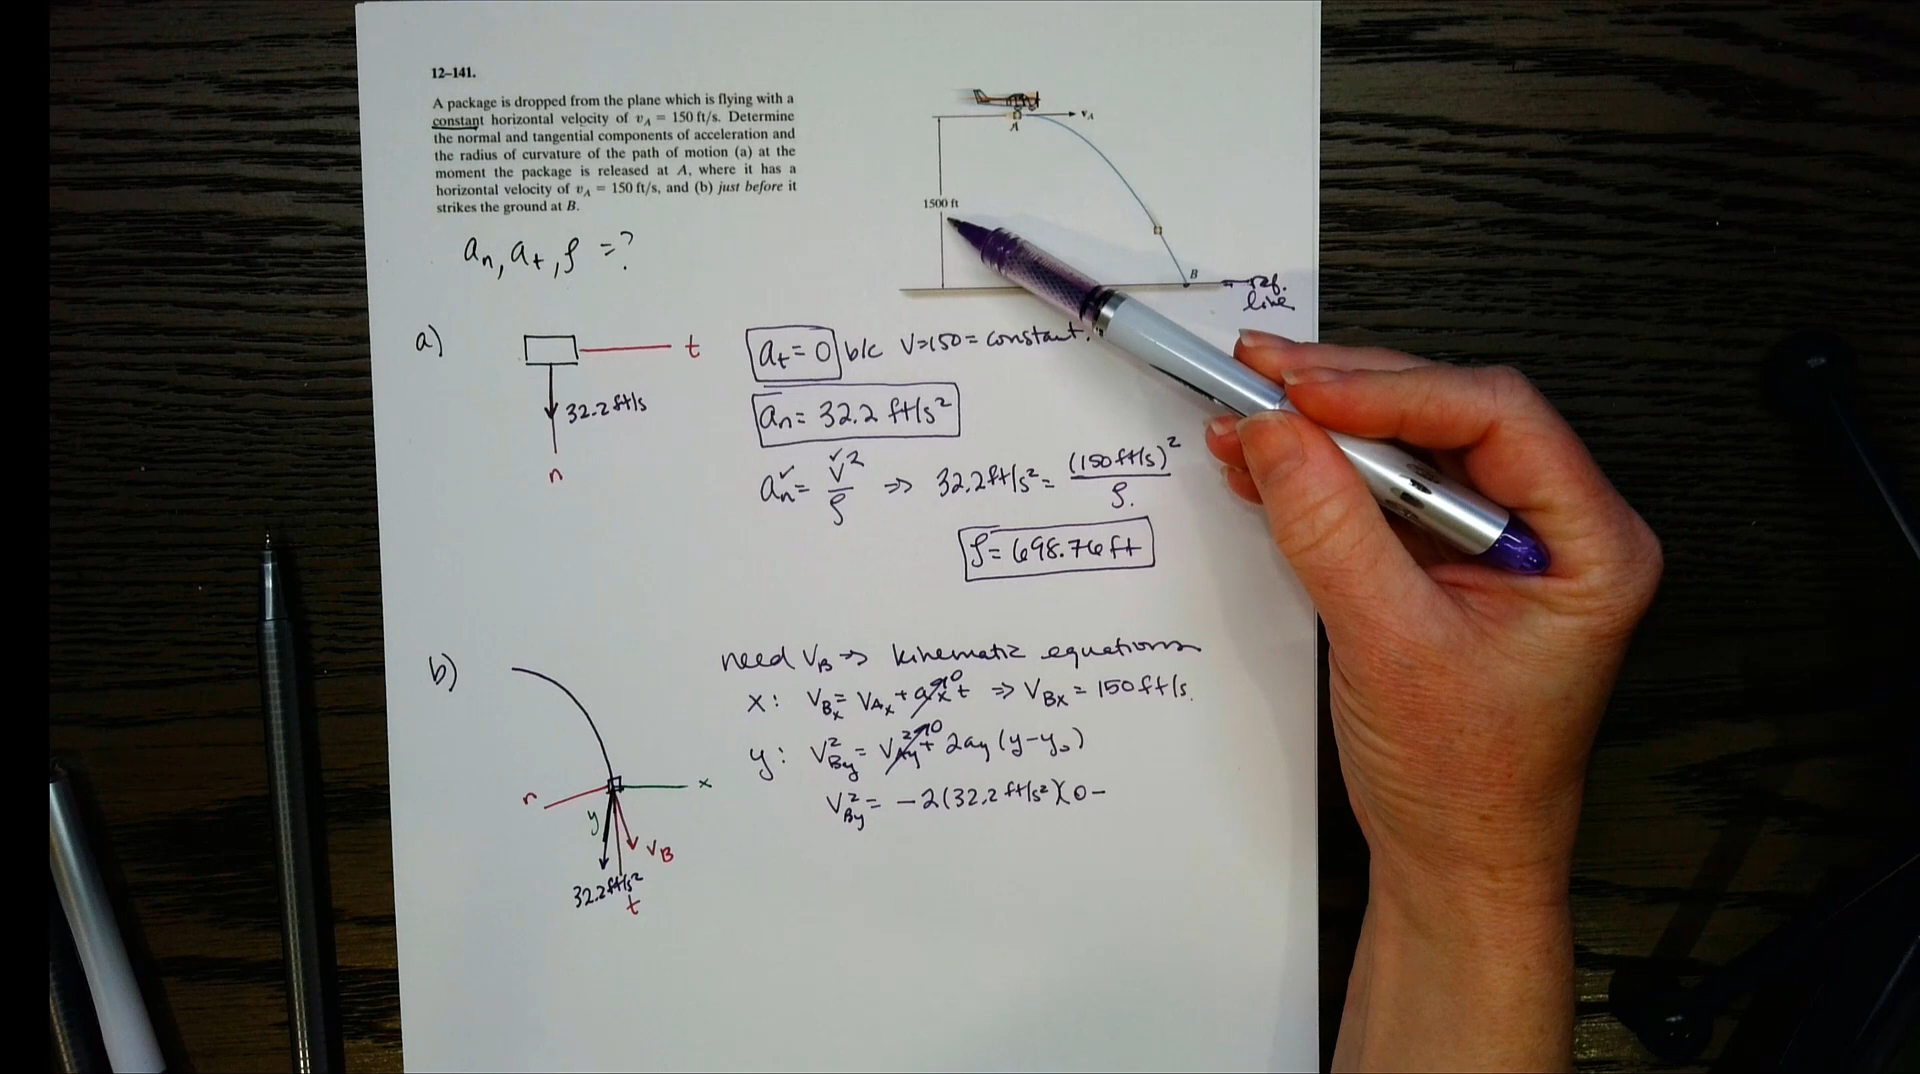 12–141.
A package is dropped from the plane which is flying with a
constant horizontal velocity of vA = 150 ft/s. Determine
the normal and tangential components of acceleration and
the radius of curvature of the path of motion (a) at the
moment the package is released at A, where it has a
horizontal velocity of vA = 150 ft/s, and (b) just before it
strikes the ground at B.
vA
A
1500 ft
B
ref.
line
an, at, ρ = ?
a)
t
32.2 ft/s
n
at = 0 b/c v=150 = constant.
an = 32.2 ft/s²
an = v²/ρ ⇒ 32.2 ft/s² = (150 ft/s)²/ρ.
ρ = 698.76 ft
b)
n
x
y
vB
32.2 ft/s²
t
need vB ⇒ kinematic equations
x: vBx = vAx + axt ⇒ vBx = 150 ft/s.
0
y: vBy² = vAy² + 2ay (y-y₀)
0
vBy² = -2(32.2 ft/s²)(0-